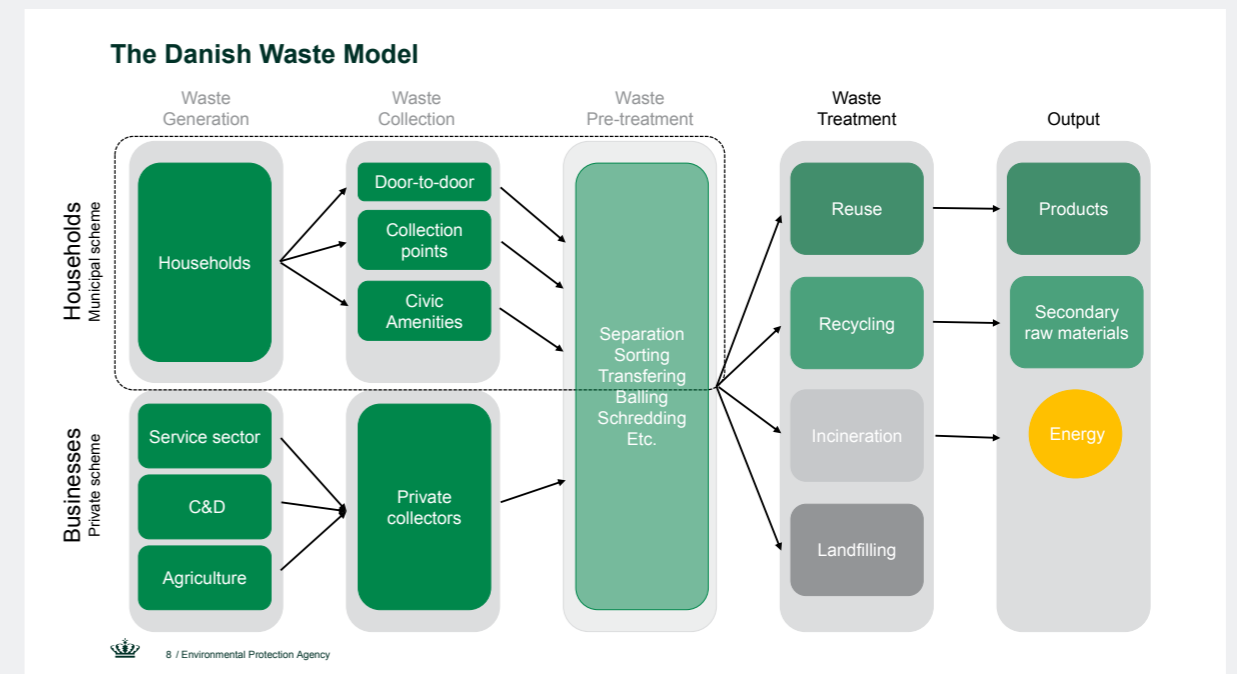 The Danish Waste Model
Waste
Generation
Waste
Collection
Waste
Pre-treatment
Waste
Treatment
Output
Households
Municipal scheme
Households
Door-to-door
Collection
points
Civic
Amenities
Separation
Sorting
Transfering
Balling
Schredding
Etc.
Reuse
Products
Recycling
Secondary
raw materials
Incineration
Energy
Landfilling
Businesses
Private scheme
Service sector
C&D
Agriculture
Private
collectors
8 / Environmental Protection Agency